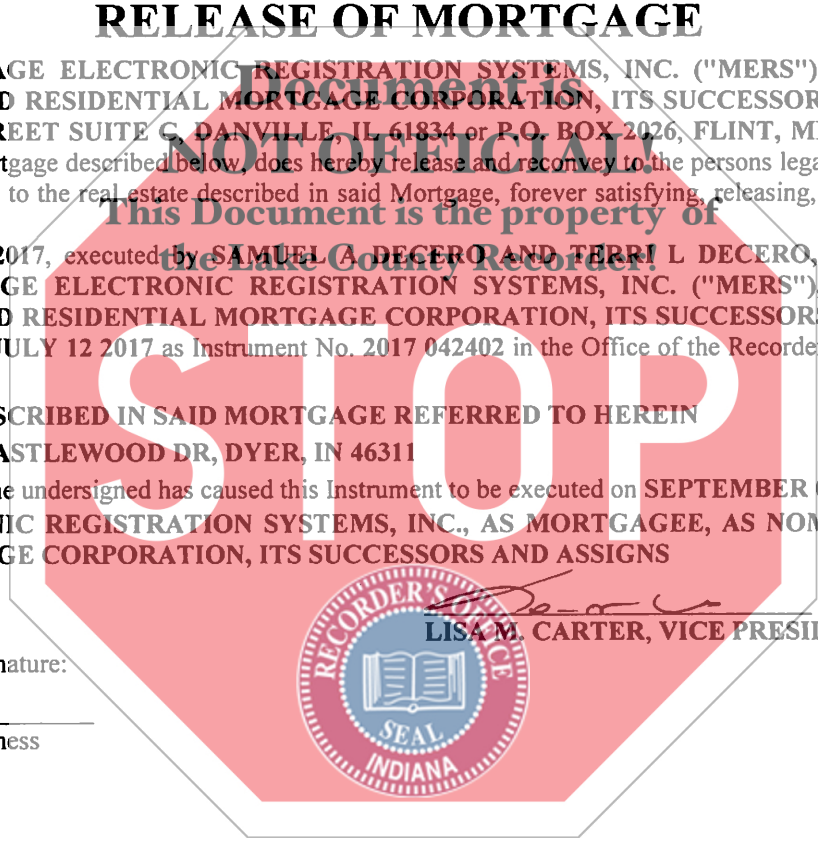 RELEASE OF MORTGAGE
AGE ELECTRONIC REGISTRATION SYSTEMS, INC. ("MERS")
Document is
D RESIDENTIAL MORTGAGE CORPORATION, ITS SUCCESSOR
REET SUITE C, DANVILLE, IL 61834 or P.O. BOX 2026, FLINT, M
NOT OFFICIAL!
tgage described below, does hereby release and reconvey to the persons lega
to the real estate described in said Mortgage, forever satisfying, releasing,
This Document is the property of
2017, executed by SAMUEL A DECERO AND TERRI L DECERO,
the Lake County Recorder!
GE ELECTRONIC REGISTRATION SYSTEMS, INC. ("MERS"),
D RESIDENTIAL MORTGAGE CORPORATION, ITS SUCCESSORS
JULY 12 2017 as Instrument No. 2017 042402 in the Office of the Recorde
STOP
SCRIBED IN SAID MORTGAGE REFERRED TO HEREIN
ASTLEWOOD DR, DYER, IN 46311
e undersigned has caused this Instrument to be executed on SEPTEMBER
IC REGISTRATION SYSTEMS, INC., AS MORTGAGEE, AS NOM
GE CORPORATION, ITS SUCCESSORS AND ASSIGNS
RECORDER'S OFFICE
SEAL
INDIANA
LISA M. CARTER, VICE PRESI
nature:
ness